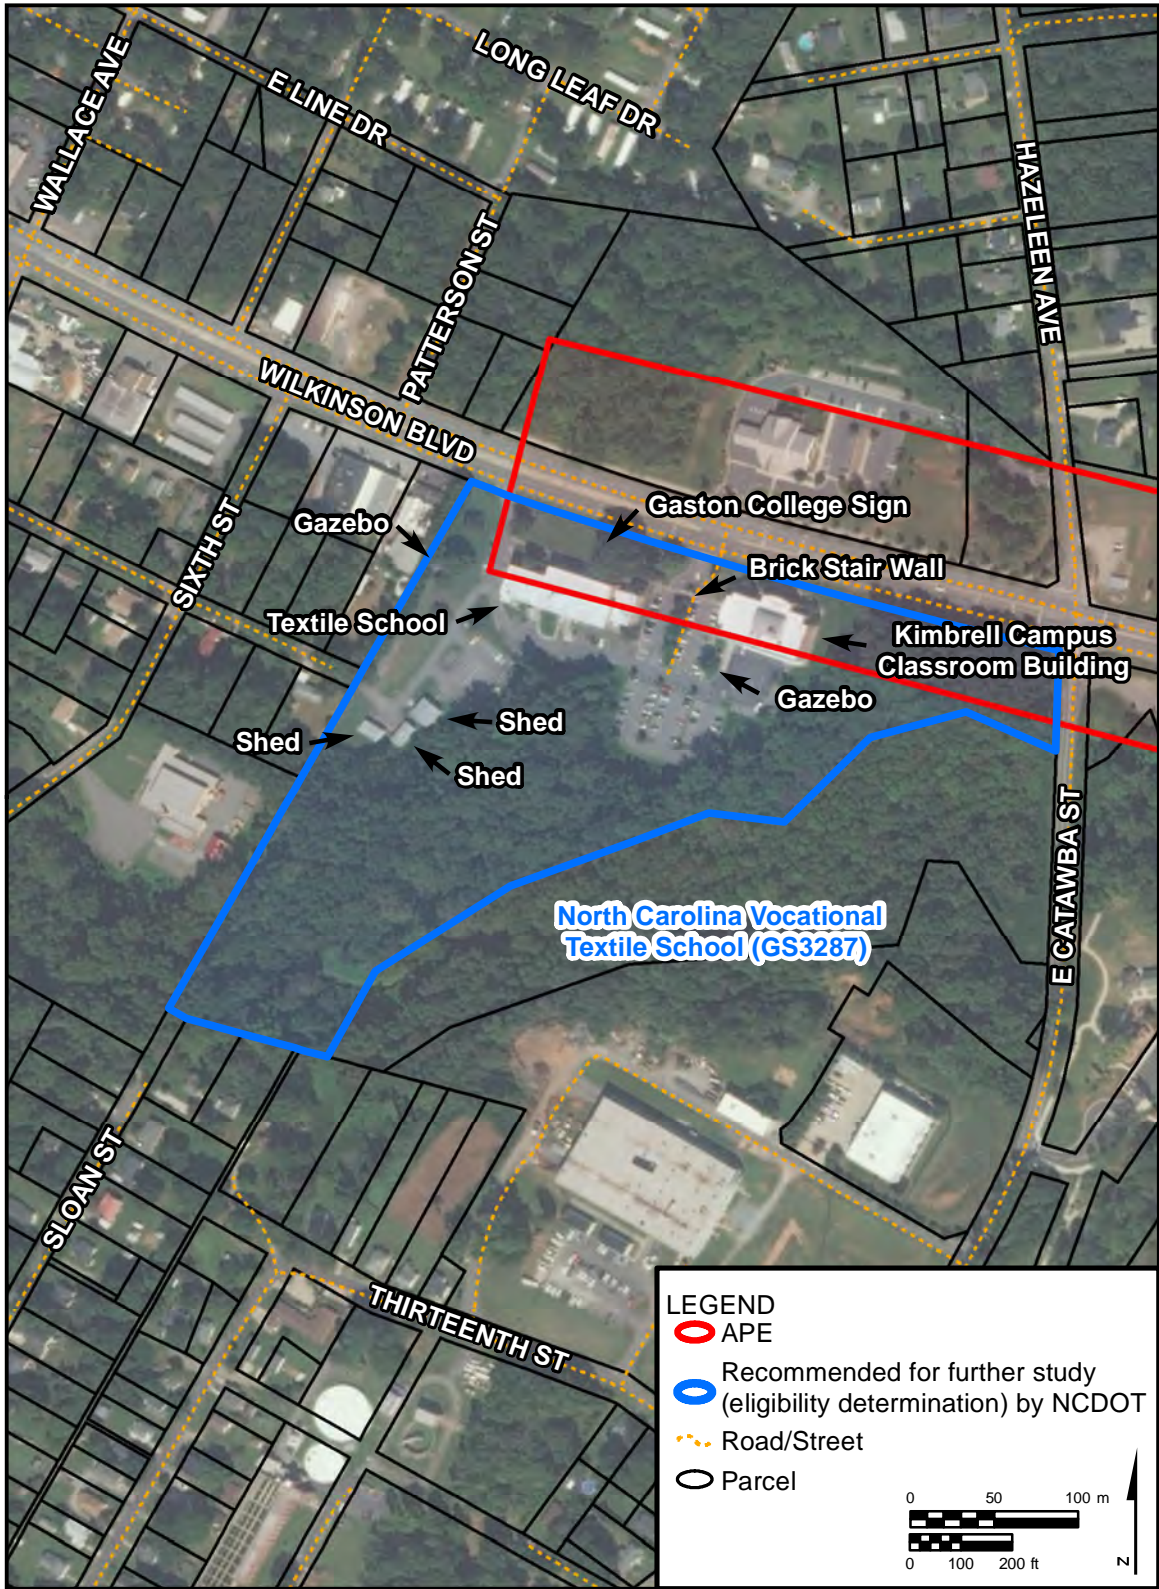 LONG LEAF DR
WALLACE AVE
E LINE DR
HAZELEEN AVE
PATTERSON ST
WILKINSON BLVD
Gaston College Sign
Gazebo
SIXTH ST
Brick Stair Wall
Textile School
Kimbrell Campus
Classroom Building
Gazebo
Shed
Shed
Shed
E CATAWBA ST
North Carolina Vocational
Textile School (GS3287)
SLOAN ST
THIRTEENTH ST
LEGEND
APE
Recommended for further study
(eligibility determination) by NCDOT
Road/Street
Parcel
0 50 100 m
0 100 200 ft
N